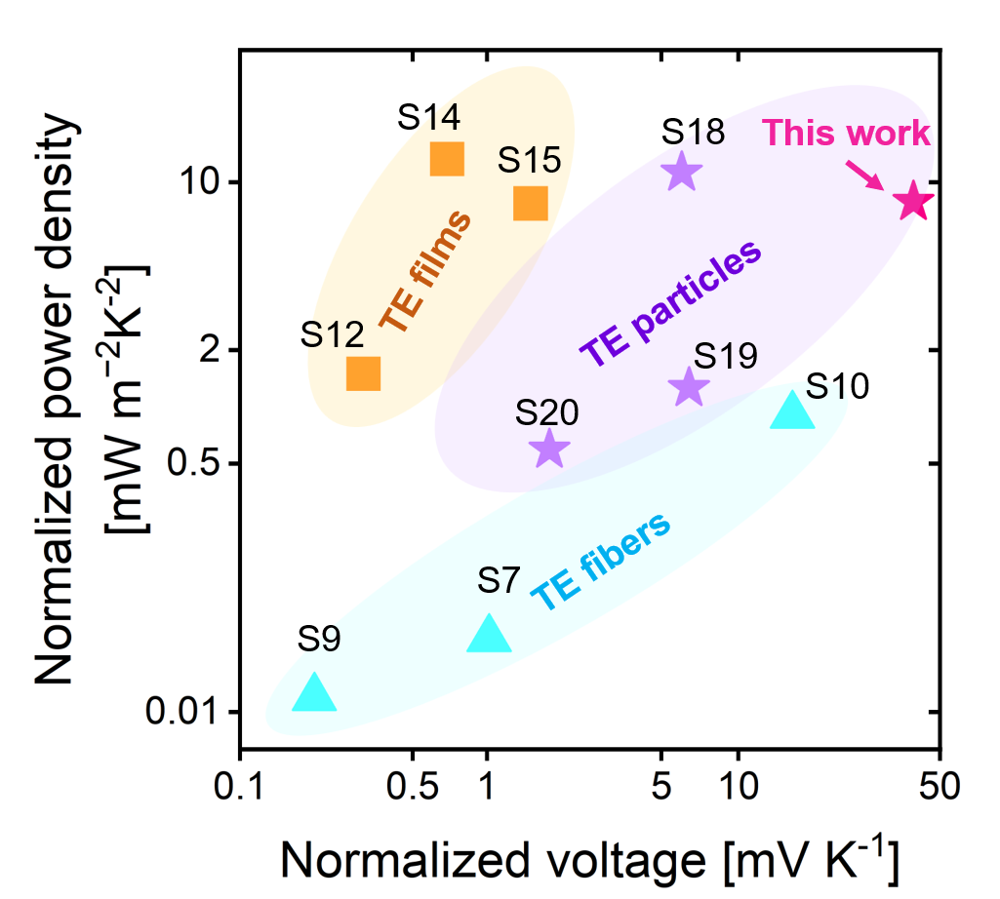 Normalized power density
[mW m⁻²K⁻²]
10
2
0.5
0.01
S14
S15
S18
This work
TE films
TE particles
S12
S19
S10
S20
TE fibers
S7
S9
0.1
0.5
1
5
10
50
Normalized voltage [mV K⁻¹]